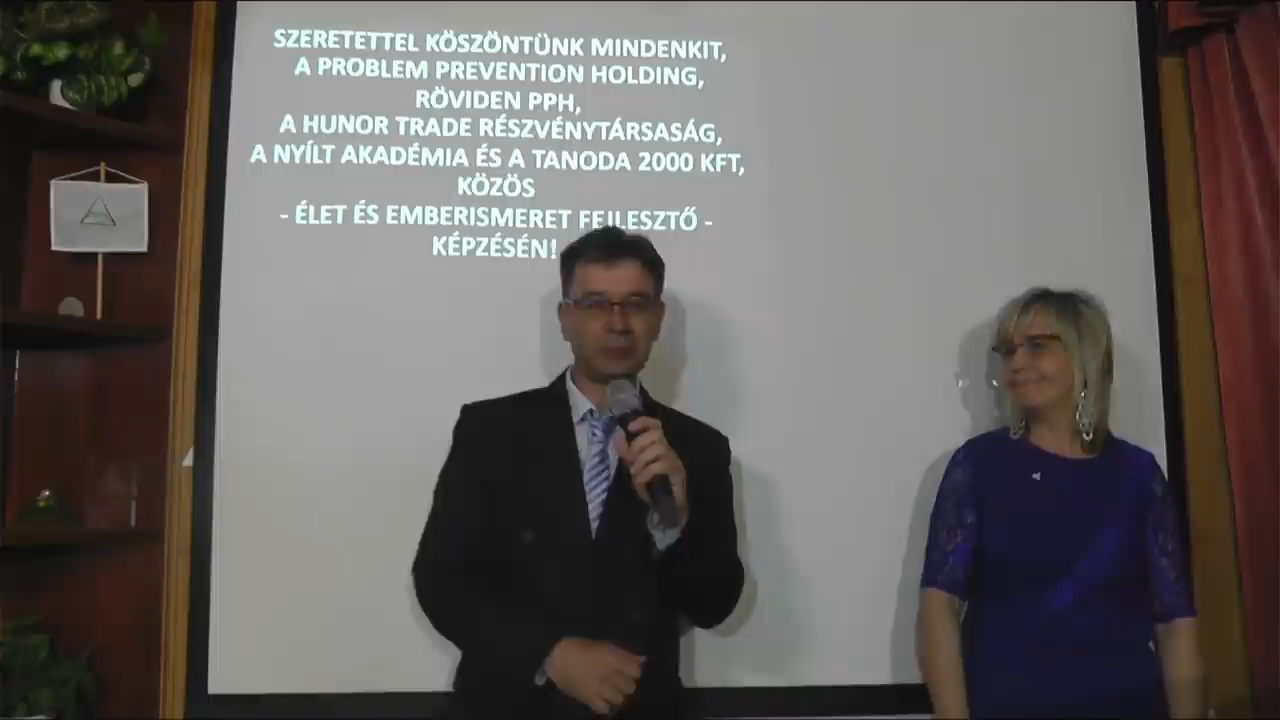 SZERETETTEL KÖSZÖNTÜNK MINDENKIT,
A PROBLEM PREVENTION HOLDING,
RÖVIDEN PPH,
A HUNOR TRADE RÉSZVÉNYTÁRSASÁG,
A NYÍLT AKADÉMIA ÉS A TANODA 2000 KFT,
KÖZÖS
- ÉLET ÉS EMBERISMERET FEJLESZTŐ -
KÉPZÉSÉN!